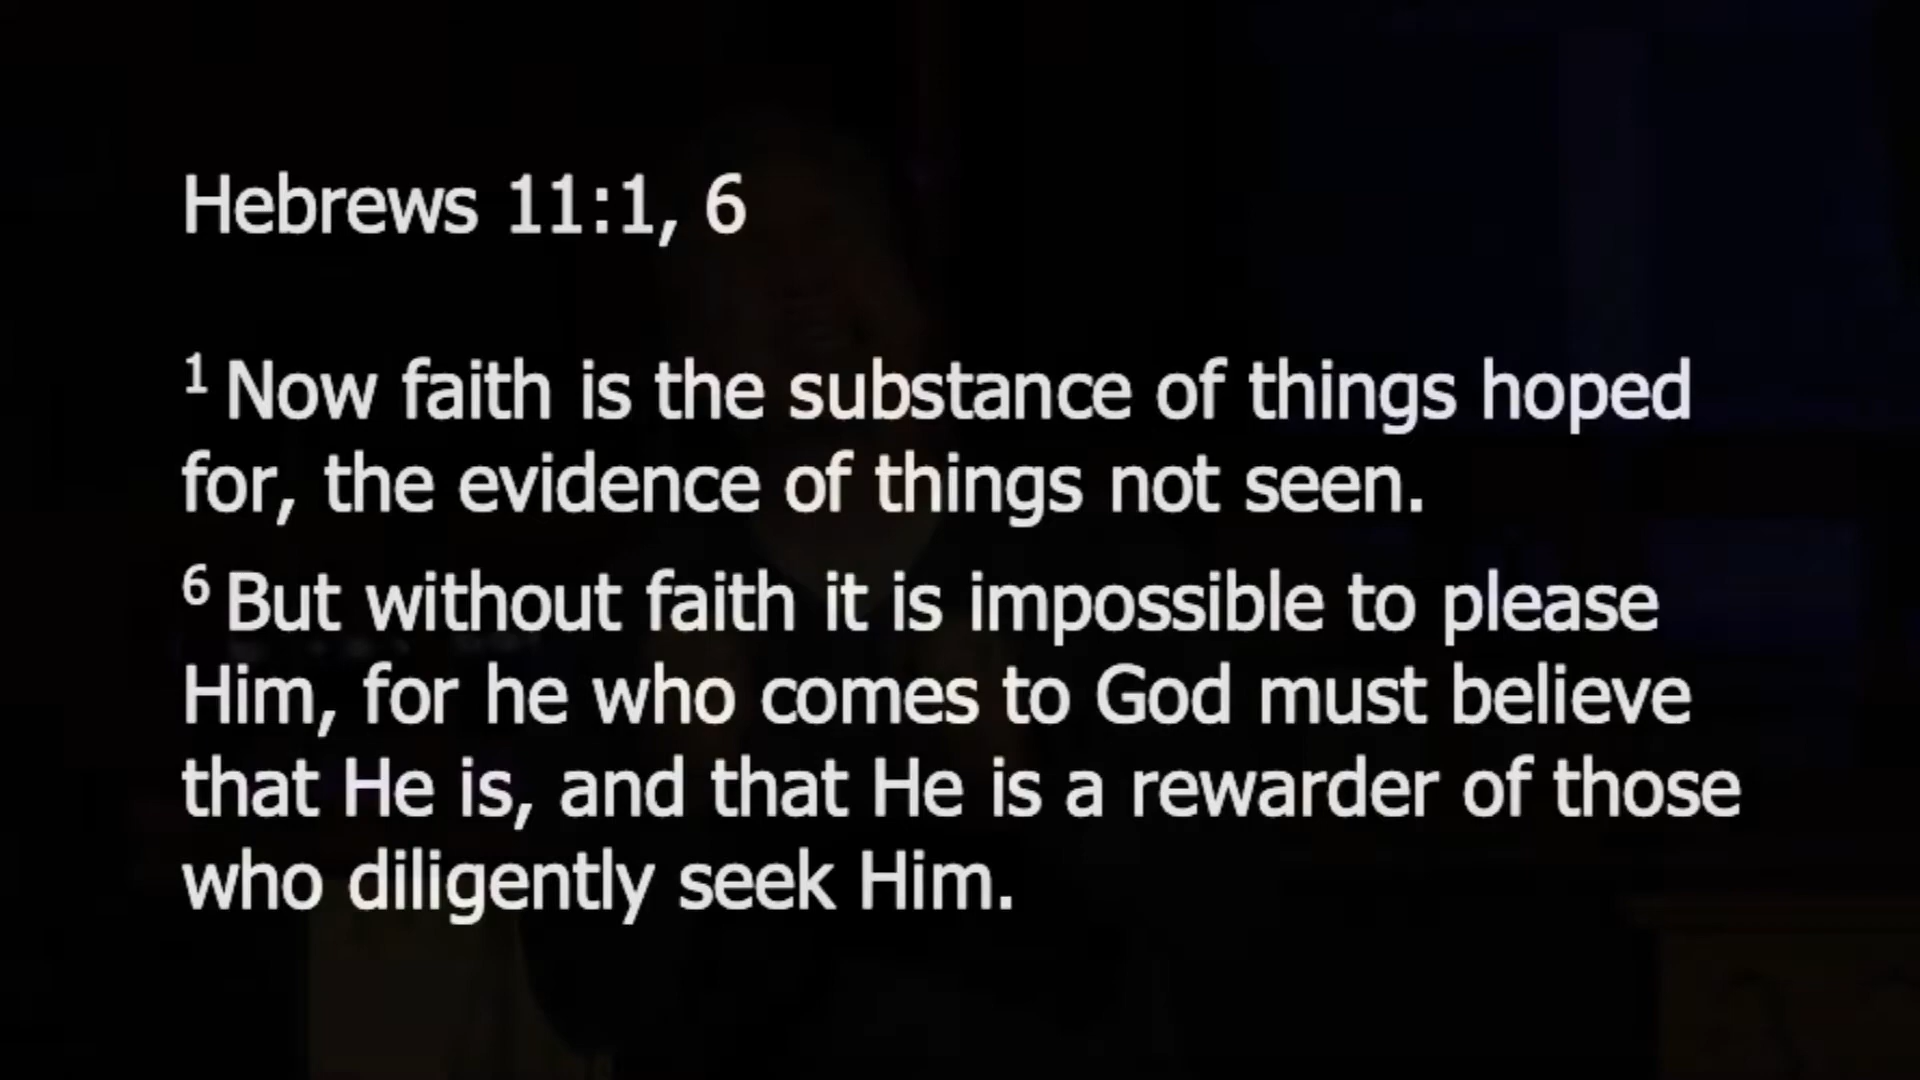 Hebrews 11:1, 6
1 Now faith is the substance of things hoped
for, the evidence of things not seen.
6 But without faith it is impossible to please
Him, for he who comes to God must believe
that He is, and that He is a rewarder of those
who diligently seek Him.